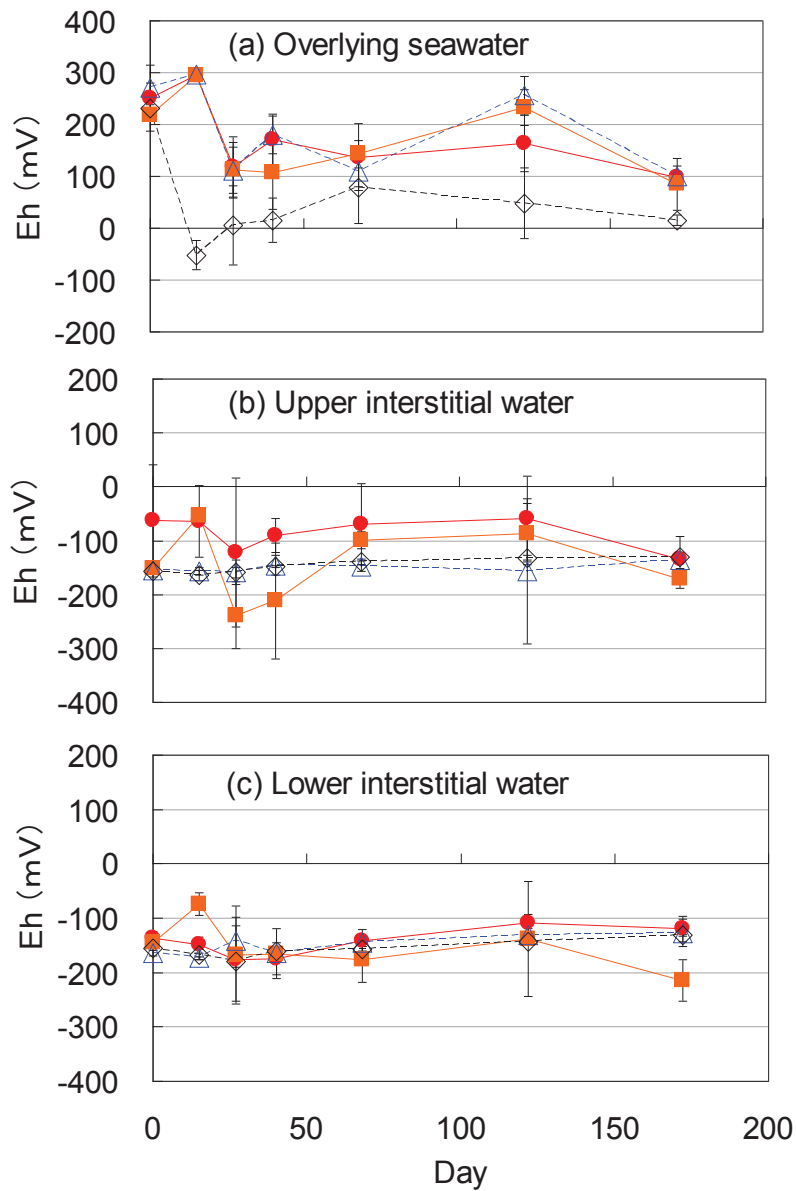 (a) Overlying seawater
Eh (mV)
400
300
200
100
0
-100
-200
(b) Upper interstitial water
Eh (mV)
200
100
0
-100
-200
-300
-400
(c) Lower interstitial water
Eh (mV)
200
100
0
-100
-200
-300
-400
0 50 100 150 200
Day